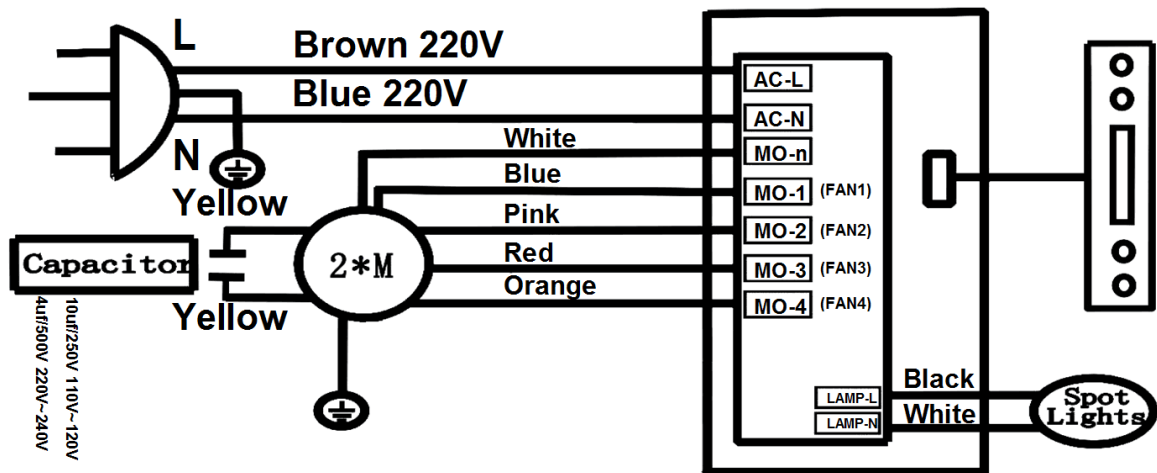 L
Brown 220V
Blue 220V
N
Yellow
White
Blue
Pink
Red
Orange
AC-L
AC-N
MO-n
MO-1 (FAN1)
MO-2 (FAN2)
MO-3 (FAN3)
MO-4 (FAN4)
Capacitor
2*M
Yellow
10uf/250V 110V~120V
4uf/500V 220V~240V
LAMP-L
LAMP-N
Black
White
Spot
Lights